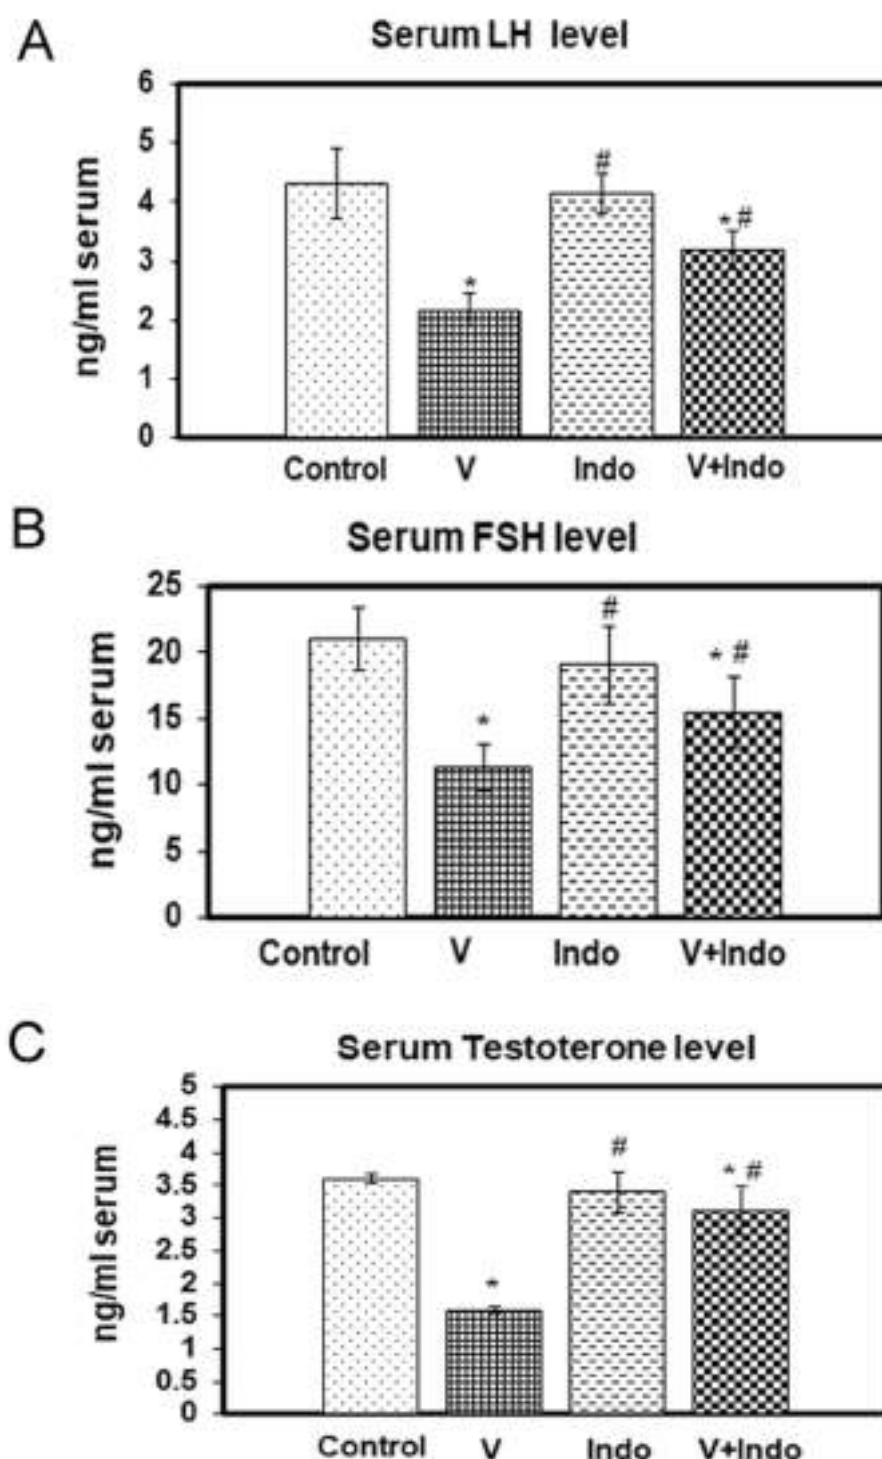 A
Serum LH level
ng/ml serum
6
5
4
3
2
1
0
*
#
* #
Control V Indo V+Indo
B
Serum FSH level
ng/ml serum
25
20
15
10
5
0
*
#
* #
Control V Indo V+Indo
C
Serum Testoterone level
ng/ml serum
5
4.5
4
3.5
3
2.5
2
1.5
1
0.5
0
*
#
* #
Control V Indo V+Indo